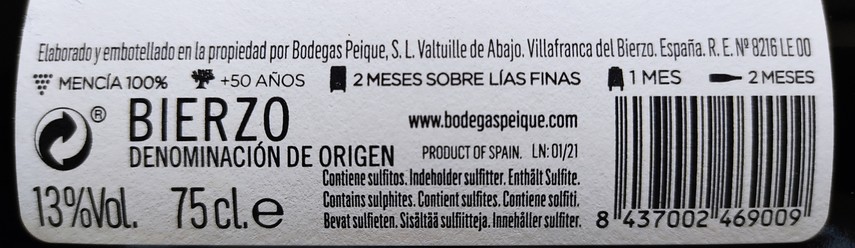 Elaborado y embotellado en la propiedad por Bodegas Peique, S. L. Valtuille de Abajo. Villafranca del Bierzo. España. R. E. Nº 8216 LE 00
MENCÍA 100% +50 AÑOS 2 MESES SOBRE LÍAS FINAS 1 MES 2 MESES
® BIERZO www.bodegaspeique.com
DENOMINACIÓN DE ORIGEN PRODUCT OF SPAIN. LN: 01/21
Contiene sulfitos. Indeholder sulfitter. Enthält Sulfite.
Contains sulphites. Contient sulfites. Contiene solfiti.
Bevat sulfieten. Sisältää sulfiitteja. Innehåller sulfiter.
13%Vol. 75 cl. e
8 437002 469009